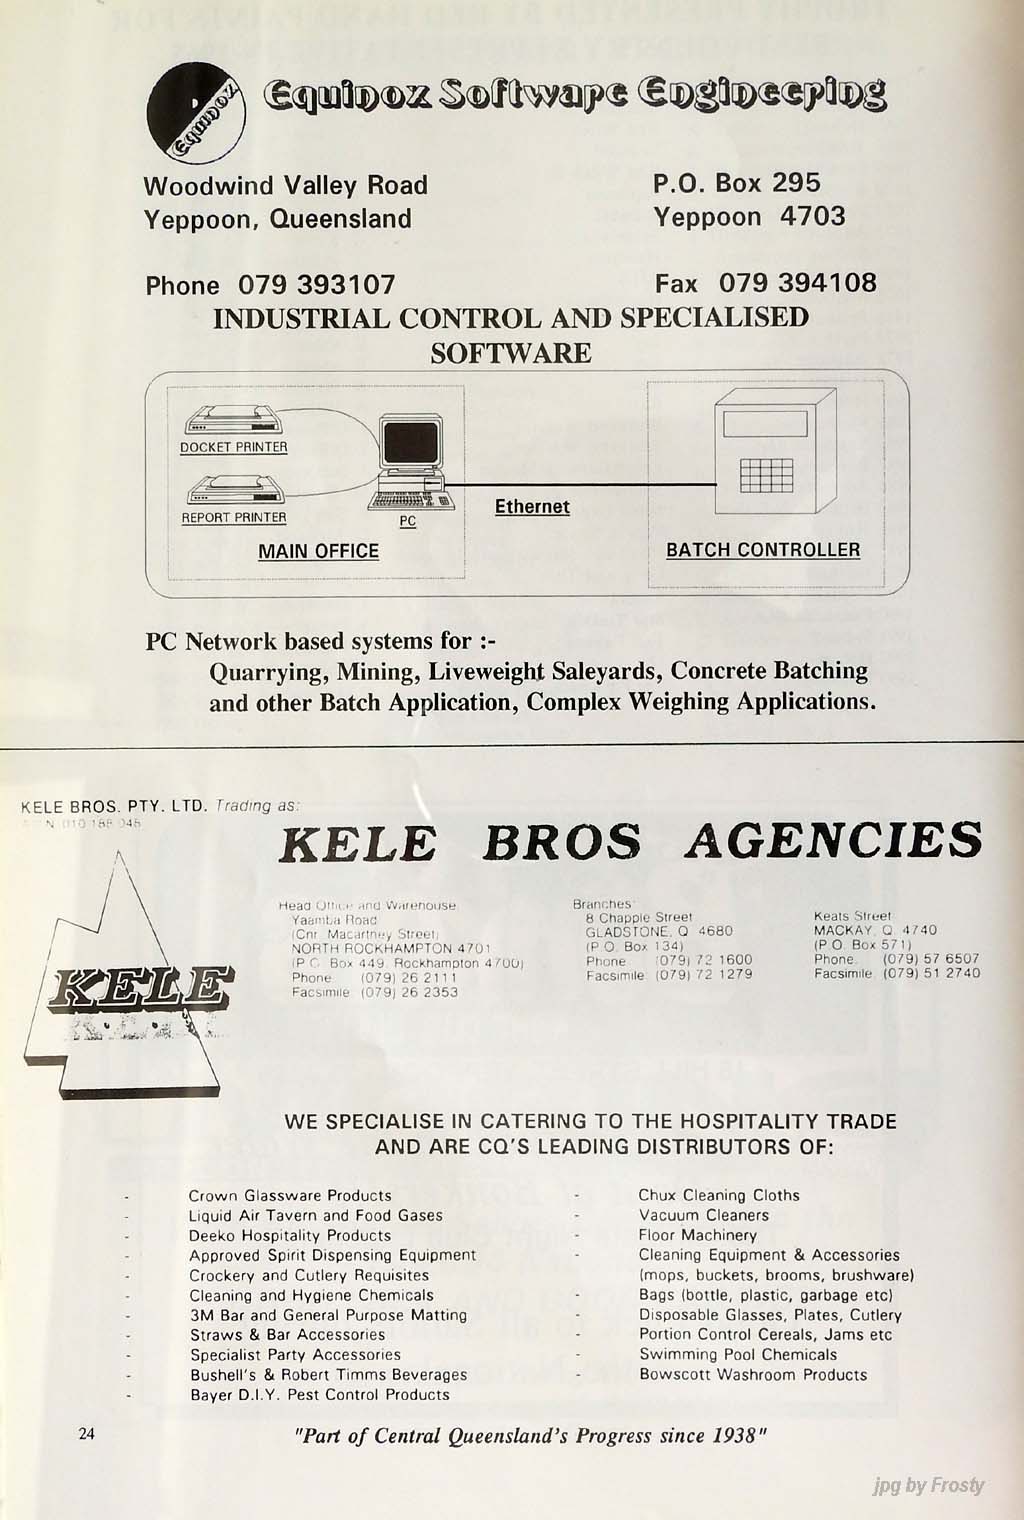 Equinox
Equinox Software Engineering
Woodwind Valley Road
Yeppoon, Queensland
P.O. Box 295
Yeppoon 4703
Phone 079 393107
Fax 079 394108
INDUSTRIAL CONTROL AND SPECIALISED
SOFTWARE
DOCKET PRINTER
REPORT PRINTER
PC
MAIN OFFICE
Ethernet
BATCH CONTROLLER
PC Network based systems for :-
Quarrying, Mining, Liveweight Saleyards, Concrete Batching
and other Batch Application, Complex Weighing Applications.
KELE BROS. PTY. LTD. Trading as:
KELE BROS AGENCIES
KELE
Head Office and Warehouse
Yaamba Road
(Cnr. Macartney Street)
NORTH ROCKHAMPTON 4701
(P.O. Box 449, Rockhampton 4700)
Phone (079) 26 2111
Facsimile (079) 26 2353
Branches:
8 Chapple Street
GLADSTONE, Q 4680
(P.O. Box 134)
Phone (079) 72 1600
Facsimile (079) 72 1279
Keats Street
MACKAY, Q 4740
(P.O. Box 571)
Phone (079) 57 6507
Facsimile (079) 51 2740
WE SPECIALISE IN CATERING TO THE HOSPITALITY TRADE
AND ARE CQ'S LEADING DISTRIBUTORS OF:
- Crown Glassware Products
- Liquid Air Tavern and Food Gases
- Deeko Hospitality Products
- Approved Spirit Dispensing Equipment
- Crockery and Cutlery Requisites
- Cleaning and Hygiene Chemicals
- 3M Bar and General Purpose Matting
- Straws & Bar Accessories
- Specialist Party Accessories
- Bushell's & Robert Timms Beverages
- Bayer D.I.Y. Pest Control Products
- Chux Cleaning Cloths
- Vacuum Cleaners
- Floor Machinery
- Cleaning Equipment & Accessories
(mops, buckets, brooms, brushware)
- Bags (bottle, plastic, garbage etc)
- Disposable Glasses, Plates, Cutlery
- Portion Control Cereals, Jams etc
- Swimming Pool Chemicals
- Bowscott Washroom Products
24
"Part of Central Queensland's Progress since 1938"
jpg by Frosty